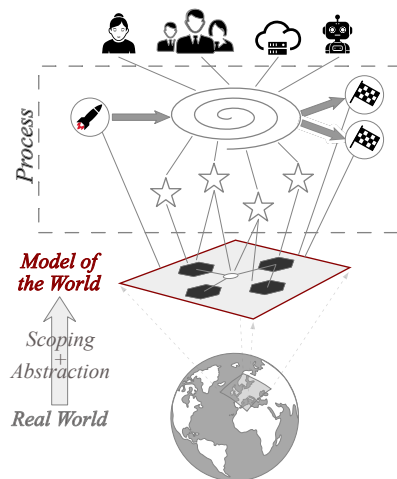 Process
Model of
the World
Scoping
+
Abstraction
Real World